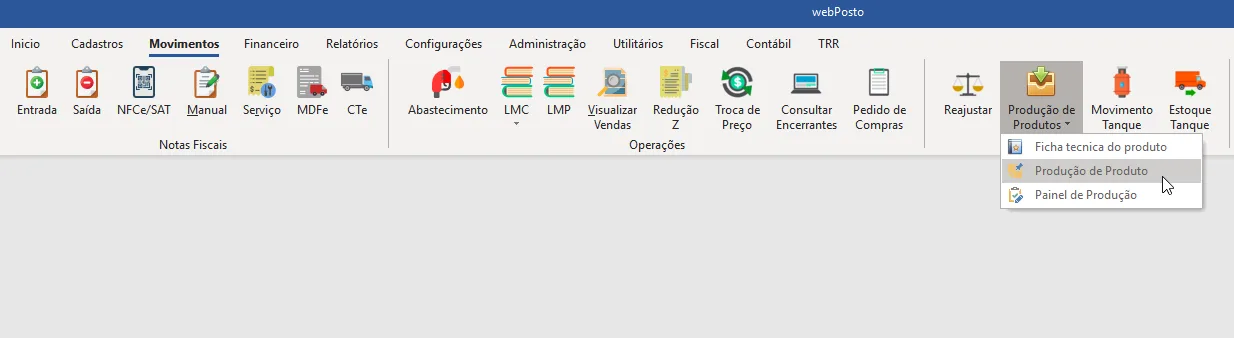 webPosto
Inicio Cadastros Movimentos Financeiro Relatórios Configurações Administração Utilitários Fiscal Contábil TRR
Entrada Saída NFCe/SAT Manual Serviço MDFe CTe
Notas Fiscais
Abastecimento LMC LMP Visualizar Vendas Redução Z Troca de Preço Consultar Encerrantes Pedido de Compras
Operações
Reajustar Produção de Produtos Movimento Tanque Estoque Tanque
Ficha tecnica do produto
Produção de Produto
Painel de Produção